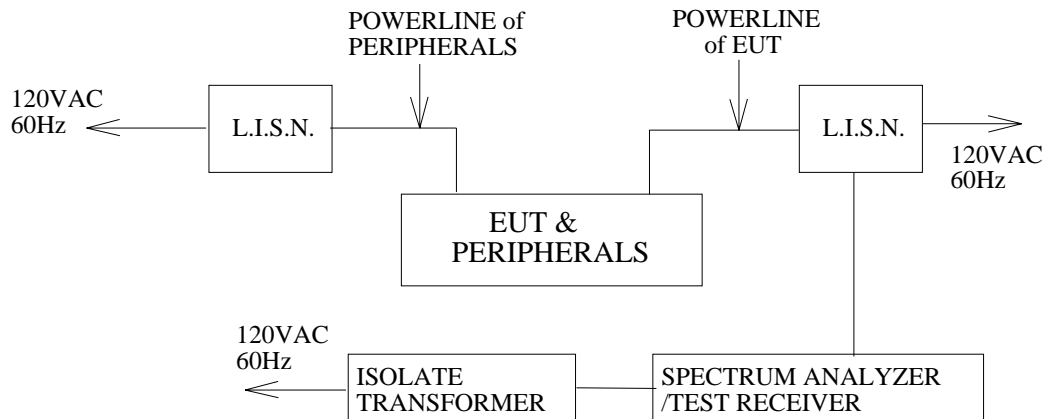 POWERLINE of
PERIPHERALS
POWERLINE
of EUT
120VAC
60Hz
L.I.S.N.
L.I.S.N.
120VAC
60Hz
EUT &
PERIPHERALS
120VAC
60Hz
ISOLATE
TRANSFORMER
SPECTRUM ANALYZER
/TEST RECEIVER